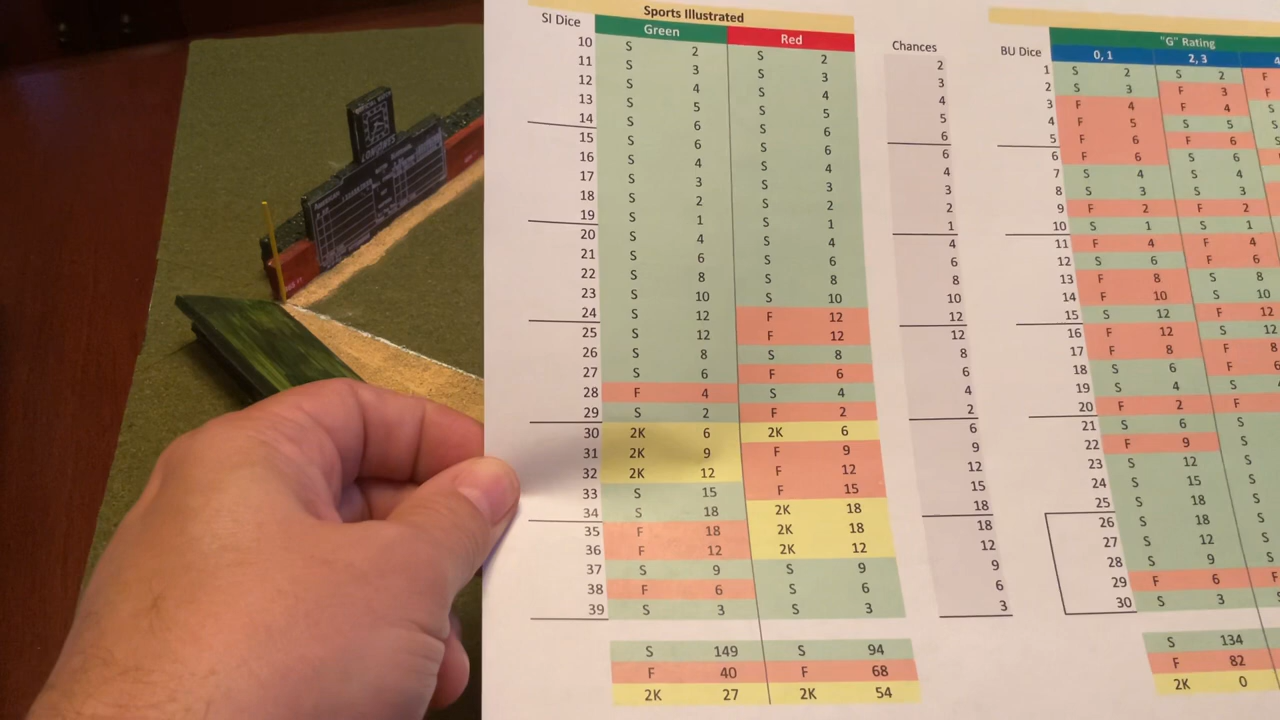 Sports Illustrated
SI Dice Green Red Chances BU Dice "G" Rating
0, 1 2, 3 4
10 S 2 S 2 2 1 S 2 S 2 F
11 S 3 S 3 3 2 S 3 F 3 F
12 S 4 S 4 4 3 F 4 F 4 S
13 S 5 S 5 5 4 F 5 S 5 S
14 S 6 S 6 6 5 F 6 F 6 S
15 S 6 S 6 6 6 F 6 S 6
16 S 4 S 4 4 7 S 4 S 4
17 S 3 S 3 3 8 S 3 S 3
18 S 2 S 2 2 9 F 2 F 2
19 S 1 S 1 1 10 S 1 S 1
20 S 4 S 4 4 11 F 4 F 4
21 S 6 S 6 6 12 S 6 F 6
22 S 8 S 8 8 13 F 8 S 8
23 S 10 S 10 10 14 F 10 S 10
24 S 12 F 12 12 15 S 12 F 12
25 S 12 F 12 12 16 F 12 S 12
26 S 8 S 8 8 17 F 8 F 8
27 S 6 F 6 6 18 S 6 F 6
28 F 4 S 4 4 19 S 4 S
29 S 2 F 2 2 20 F 2 F
30 2K 6 2K 6 6 21 S 6 S
31 2K 9 F 9 9 22 F 9 S
32 2K 12 F 12 12 23 S 12 S
33 S 15 F 15 15 24 S 15 S
34 S 18 2K 18 18 25 S 18 S
35 F 18 2K 18 18 26 S 18 S
36 F 12 2K 12 12 27 S 12 S
37 S 9 S 9 9 28 S 9 S
38 F 6 S 6 6 29 F 6 F
39 S 3 S 3 3 30 S 3 S
S 149 S 94 S 134
F 40 F 68 F 82
2K 27 2K 54 2K 0